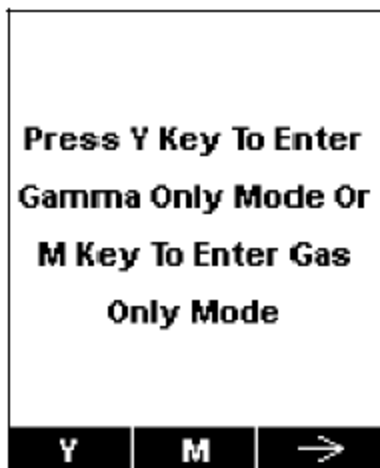 Press Y Key To Enter
Gamma Only Mode Or
M Key To Enter Gas
Only Mode
Y M →